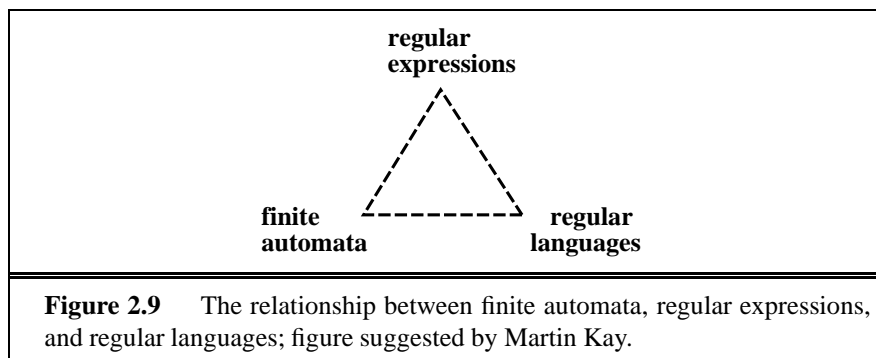 regular
expressions
finite
automata
regular
languages
Figure 2.9 The relationship between finite automata, regular expressions,
and regular languages; figure suggested by Martin Kay.